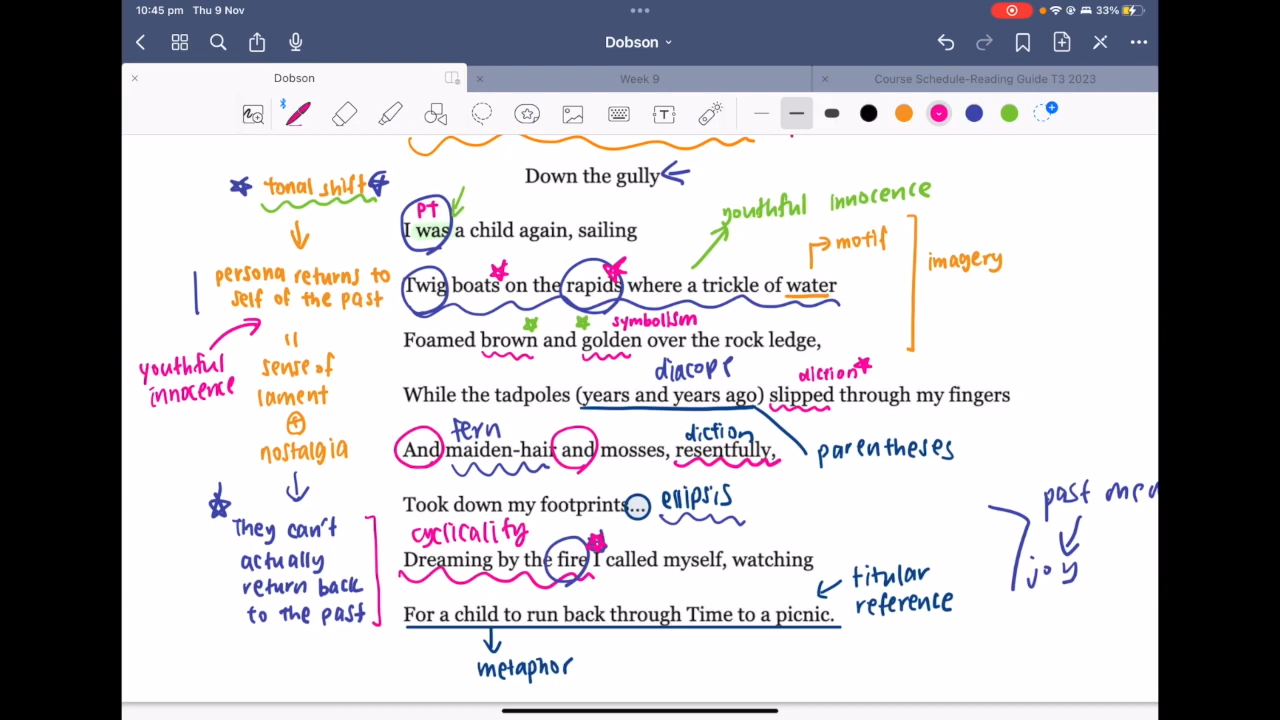 10:45 pm Thu 9 Nov
33%
Dobson
Dobson
Week 9
Course Schedule-Reading Guide T3 2023
Down the gully
tonal shift
PT
youthful innocence
I was a child again, sailing
motif
imagery
persona returns to
self of the past
Twig boats on the rapids where a trickle of water
symbolism
youthful
innocence
Foamed brown and golden over the rock ledge,
"
sense of
lament
+
nostalgia
diacope
diction
While the tadpoles (years and years ago) slipped through my fingers
fern
diction
And maiden-hair and mosses, resentfully,
parentheses
Took down my footprints...
ellipsis
past mem
joy
They can't
actually
return back
to the past
cyclicality
Dreaming by the fire I called myself, watching
titular
reference
For a child to run back through Time to a picnic.
metaphor